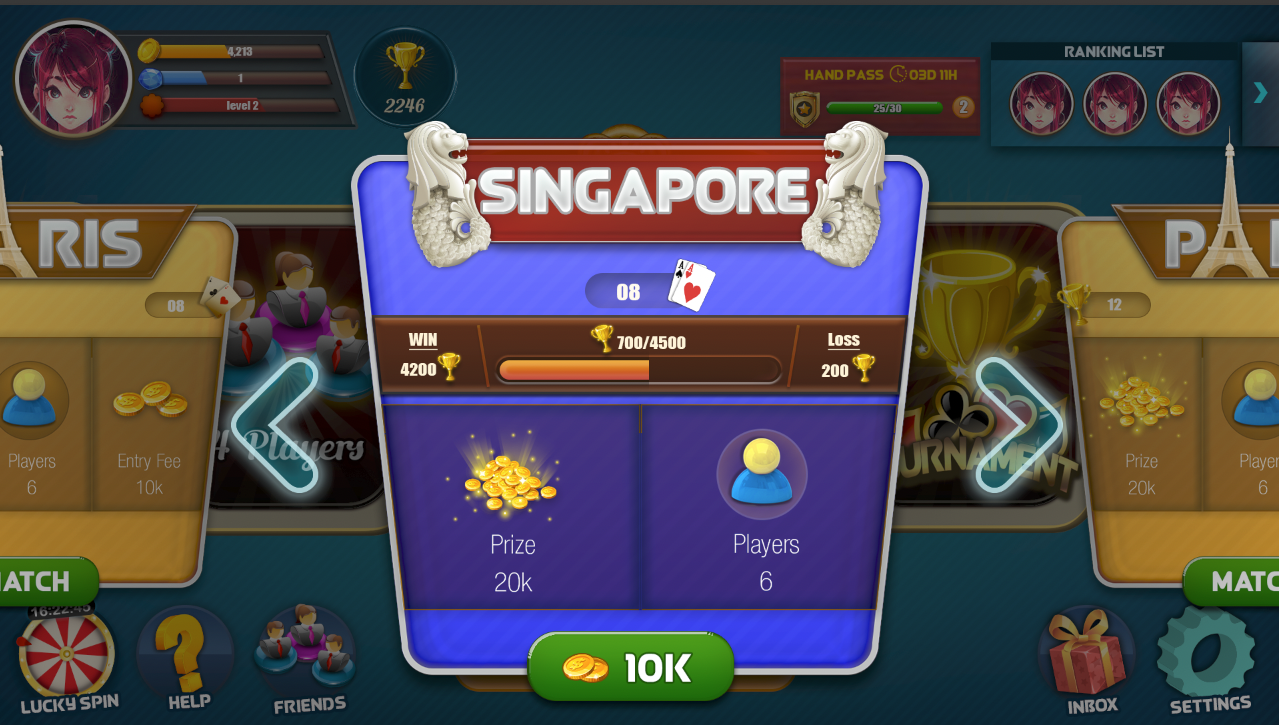 4,213
1
level 2
2246
HAND PASS 03D 11H
25/30
2
RANKING LIST
SINGAPORE
08
WIN
4200
700/4500
Loss
200
Prize
20k
Players
6
10K
RIS
08
Players
6
Entry Fee
10k
MATCH
4 Players
TOURNAMENT
PA
12
Prize
20k
Player
6
MATC
16:22:45
LUCKY SPIN
HELP
FRIENDS
INBOX
SETTINGS